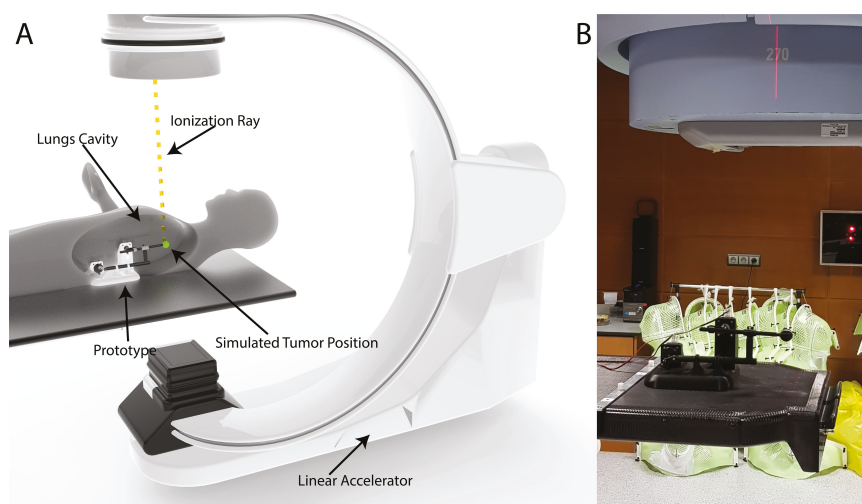 A
B
270
Ionization Ray
Lungs Cavity
Prototype
Simulated Tumor Position
Linear Accelerator